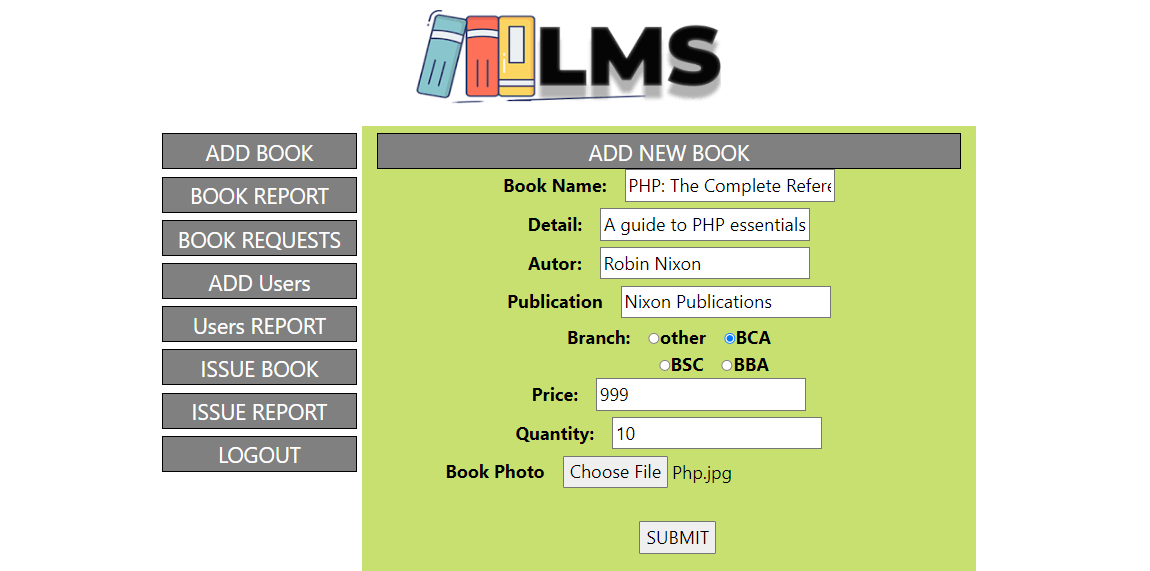 LMS
ADD BOOK
BOOK REPORT
BOOK REQUESTS
ADD Users
Users REPORT
ISSUE BOOK
ISSUE REPORT
LOGOUT
ADD NEW BOOK
Book Name: PHP: The Complete Refere
Detail: A guide to PHP essentials
Autor: Robin Nixon
Publication Nixon Publications
Branch: other BCA
BSC BBA
Price: 999
Quantity: 10
Book Photo Choose File Php.jpg
SUBMIT